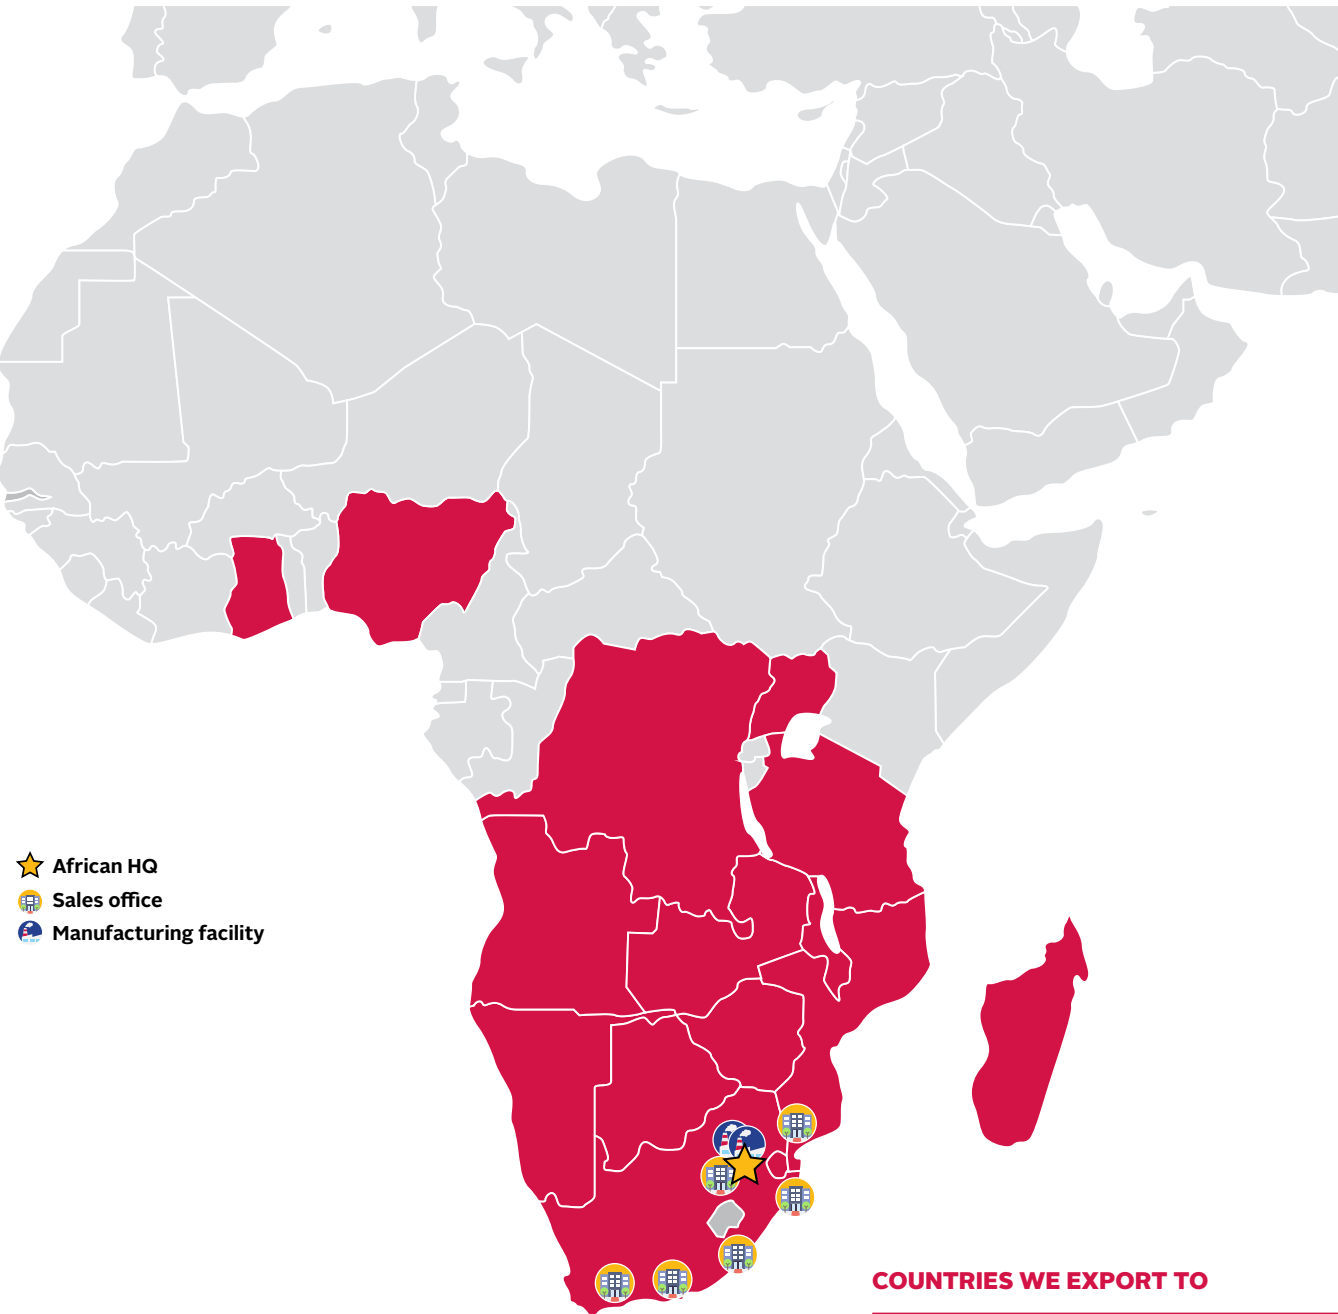 African HQ
Sales office
Manufacturing facility
COUNTRIES WE EXPORT TO